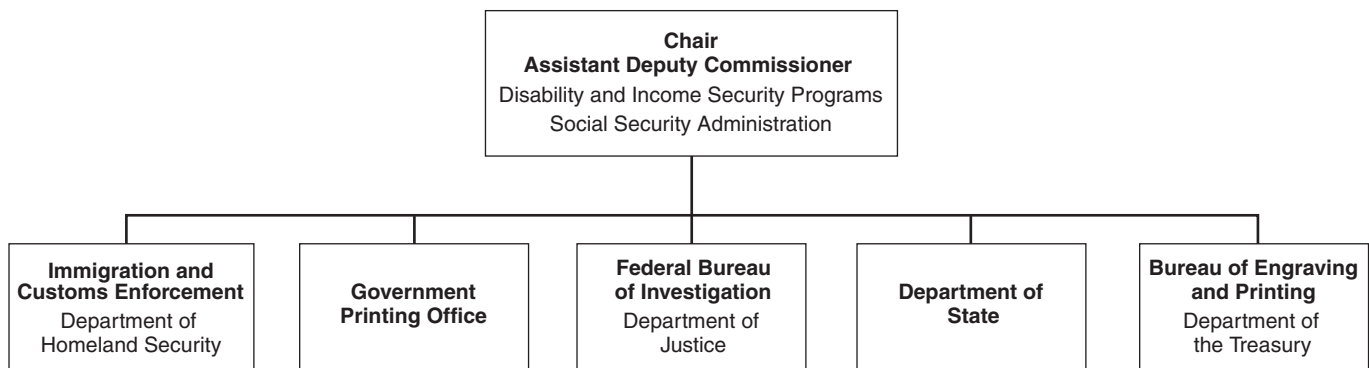 Chair
Assistant Deputy Commissioner
Disability and Income Security Programs
Social Security Administration
Immigration and
Customs Enforcement
Department of
Homeland Security
Government
Printing Office
Federal Bureau
of Investigation
Department of
Justice
Department of
State
Bureau of Engraving
and Printing
Department of
the Treasury